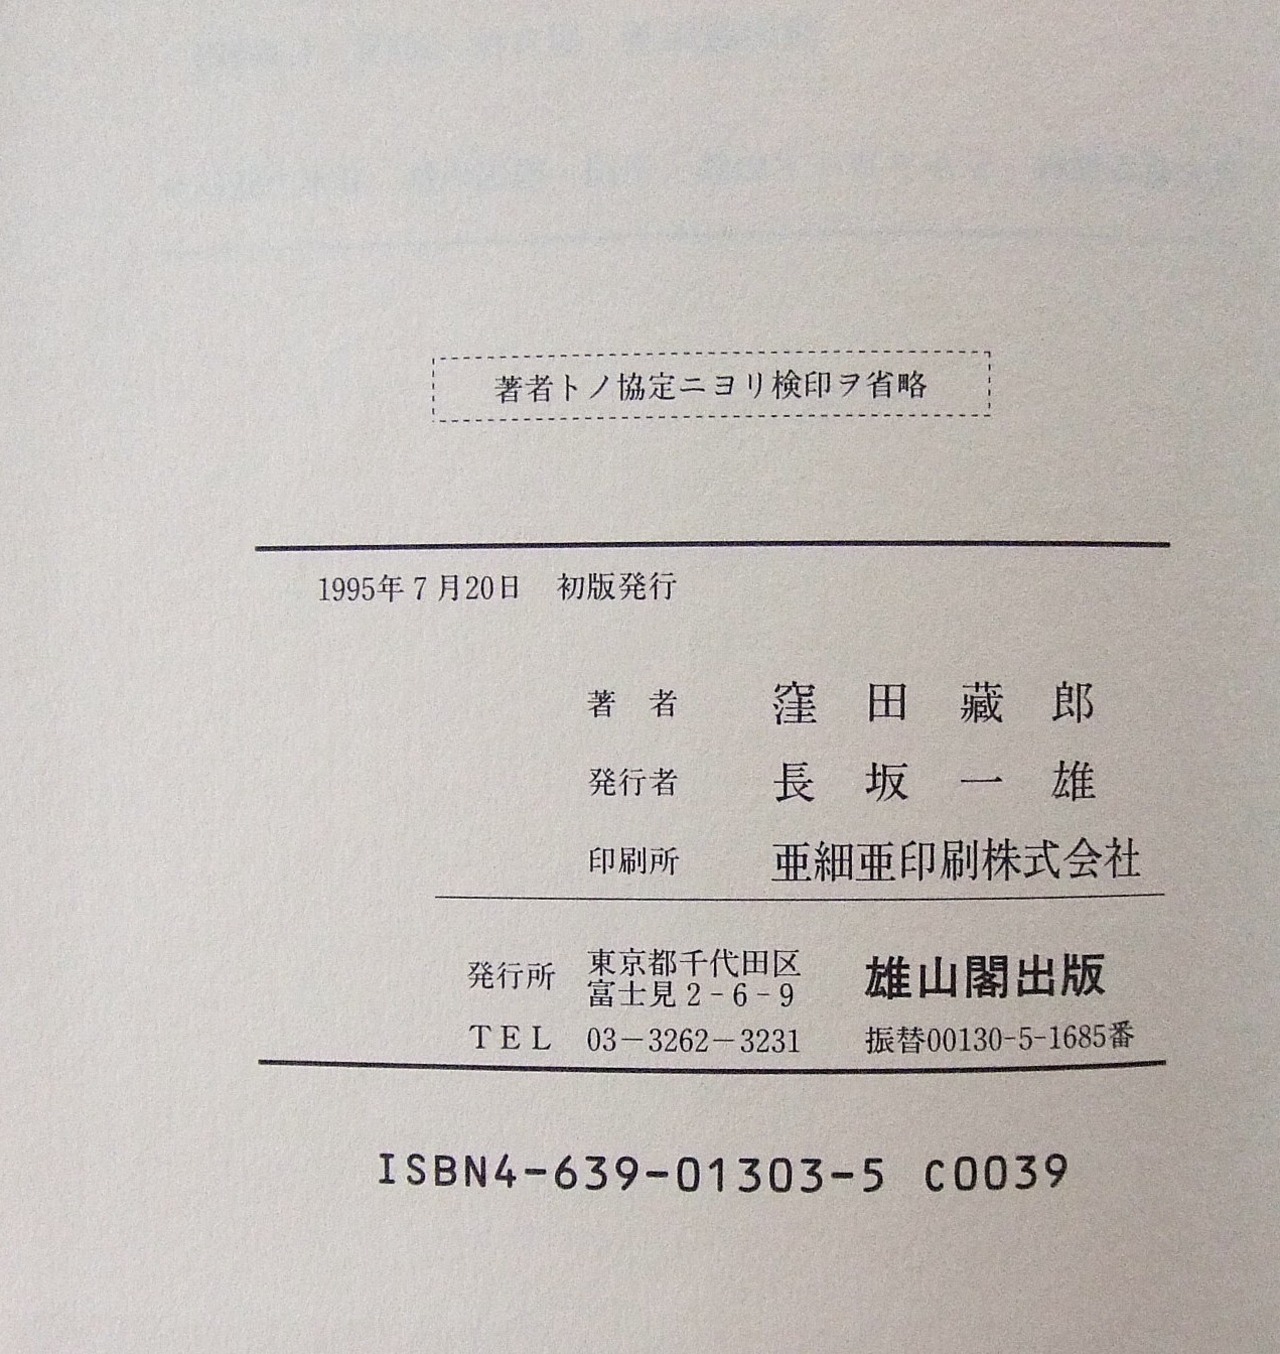 著者トノ協定ニヨリ検印ヲ省略
1995年7月20日　初版発行
著　者　窪田藏郎
発行者　長坂一雄
印刷所　亜細亜印刷株式会社
発行所　東京都千代田区
富士見2-6-9　雄山閣出版
TEL　03－3262－3231　振替00130-5-1685番
ISBN4-639-01303-5 C0039